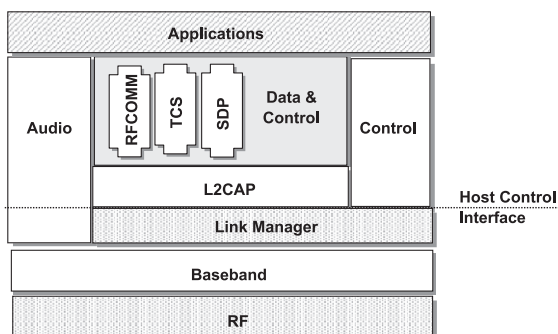 Applications
Audio
RFCOMM
TCS
SDP
Data &
Control
Control
L2CAP
Host Control
Interface
Link Manager
Baseband
RF